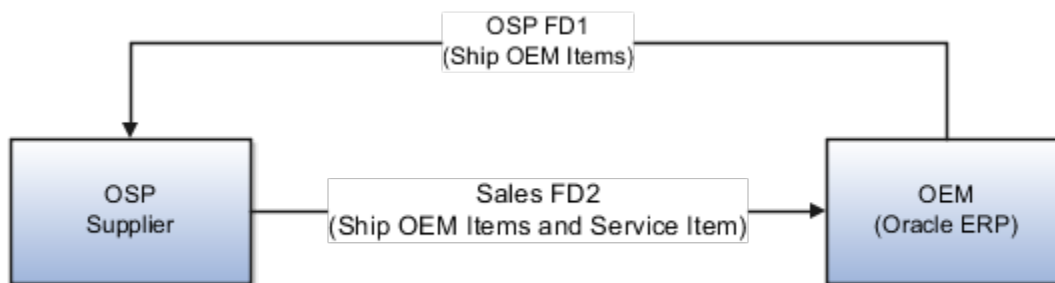 OSP FD1
(Ship OEM Items)
OSP
Supplier
Sales FD2
(Ship OEM Items and Service Item)
OEM
(Oracle ERP)